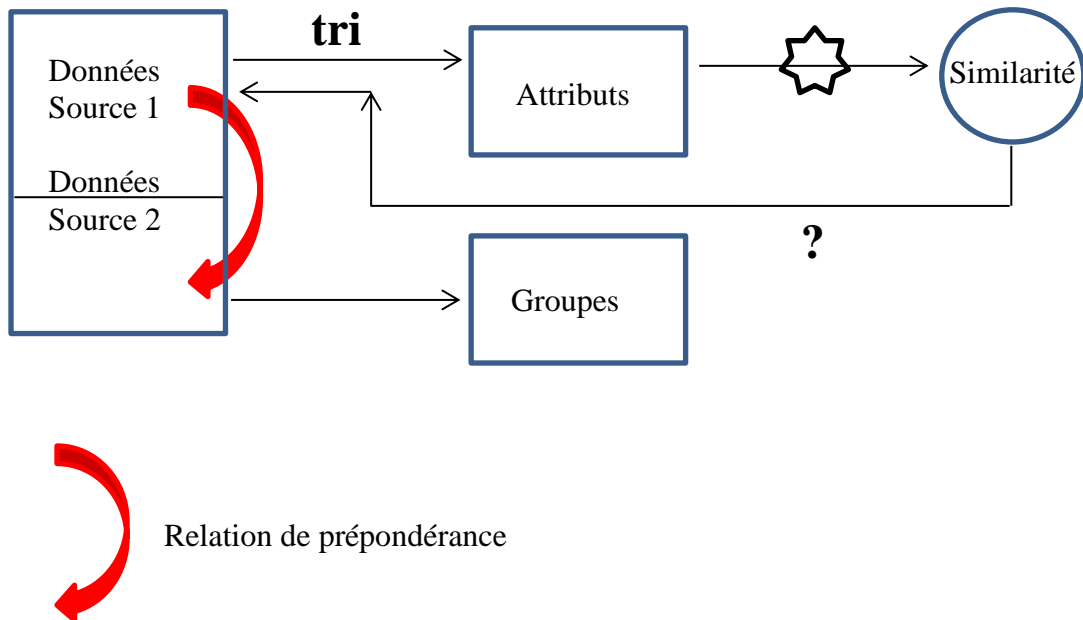 tri
Données
Source 1
Attributs
Similarité
Données
Source 2
?
Groupes
Relation de prépondérance